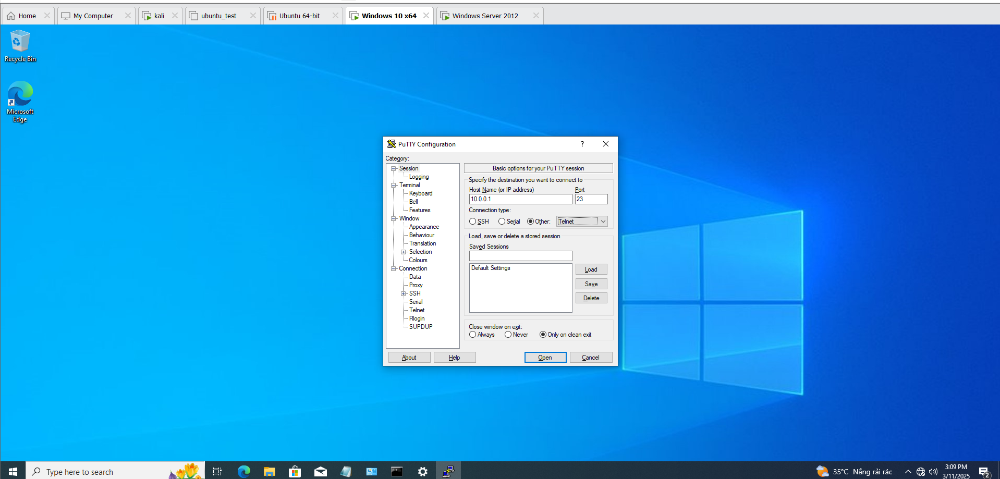 Home
My Computer
kali
ubuntu_test
Ubuntu 64-bit
Windows 10 x64
Windows Server 2012
Recycle Bin
Microsoft
Edge
PuTTY Configuration
?
Category:
Session
Logging
Terminal
Keyboard
Bell
Features
Window
Appearance
Behaviour
Translation
Selection
Colours
Connection
Data
Proxy
SSH
Serial
Telnet
Rlogin
SUPDUP
Basic options for your PuTTY session
Specify the destination you want to connect to
Host Name (or IP address)
Port
10.0.0.1
23
Connection type:
SSH
Serial
Other:
Telnet
Load, save or delete a stored session
Saved Sessions
Default Settings
Load
Save
Delete
Close window on exit:
Always
Never
Only on clean exit
About
Help
Open
Cancel
Type here to search
35°C Nắng rải rác
3:09 PM
3/11/2025
2